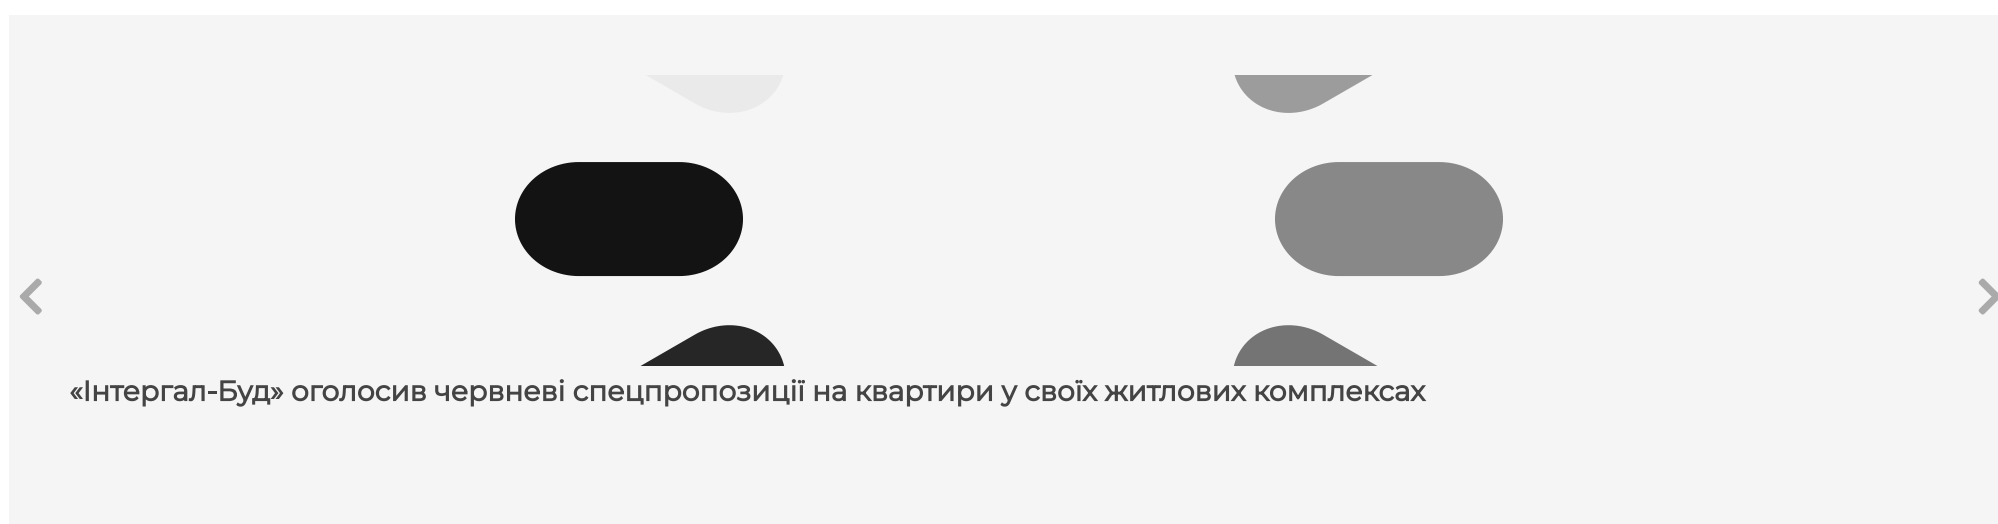 «Інтергал-Буд» оголосив червневі спецпропозиції на квартири у своїх житлових комплексах